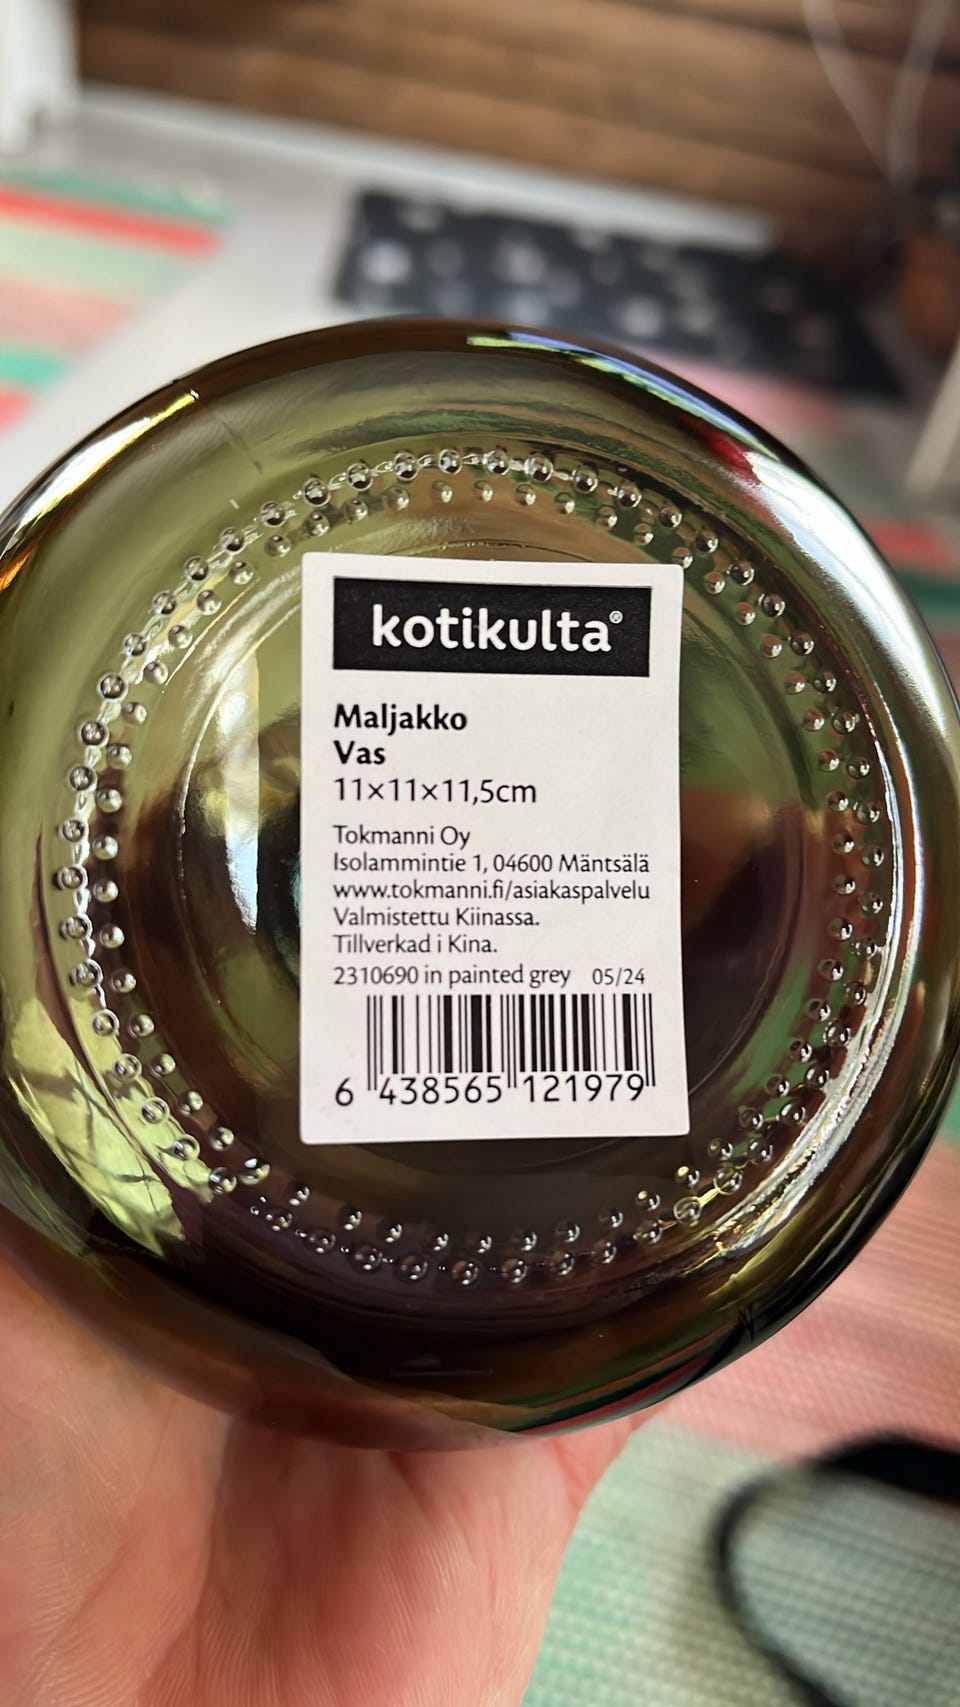 kotikulta®
Maljakko
Vas
11×11×11,5cm
Tokmanni Oy
Isolammintie 1, 04600 Mäntsälä
www.tokmanni.fi/asiakaspalvelu
Valmistettu Kiinassa.
Tillverkad i Kina.
2310690 in painted grey 05/24
6 438565 121979